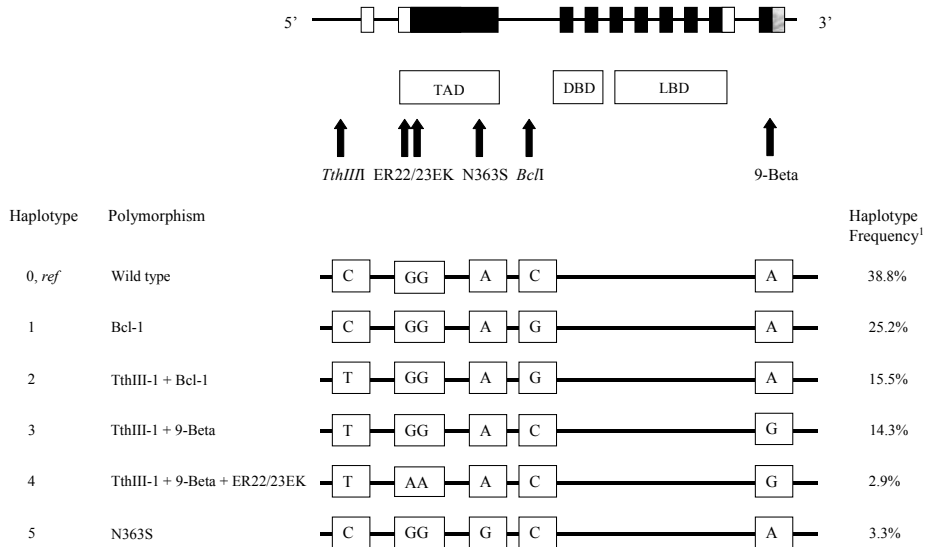 5’ 3’
TAD DBD LBD
TthIIII ER22/23EK N363S BclI 9-Beta
Haplotype Polymorphism Haplotype
Frequency1
0, ref Wild type C GG A C A 38.8%
1 Bcl-1 C GG A G A 25.2%
2 TthIII-1 + Bcl-1 T GG A G A 15.5%
3 TthIII-1 + 9-Beta T GG A C G 14.3%
4 TthIII-1 + 9-Beta + ER22/23EK T AA A C G 2.9%
5 N363S C GG G C A 3.3%